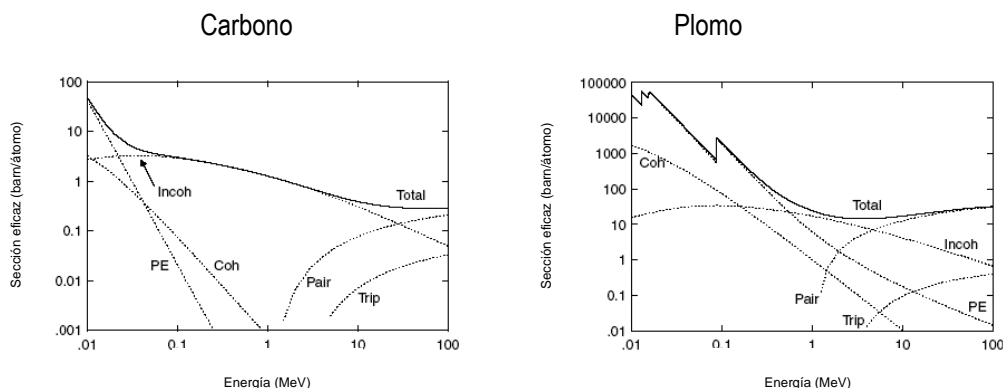 Carbono
Plomo
Sección eficaz (barn/átomo)
100
10
1
0.1
0.01
.001
.01
0.1
1
10
100
Incoh
PE
Coh
Total
Pair
Trip
Energía (MeV)
Sección eficaz (barn/átomo)
100000
10000
1000
100
10
1
0.1
.01
.01
0.1
1
10
100
Coh
Total
Incoh
Pair
PE
Trip
Energía (MeV)